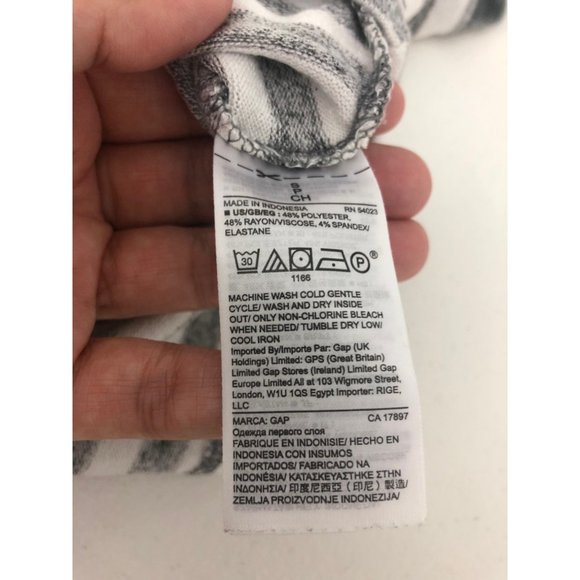 S
P
CH
MADE IN INDONESIA RN 54023
■ US/GB/EG : 48% POLYESTER,
48% RAYON/VISCOSE, 4% SPANDEX/
ELASTANE
30
P
1166
MACHINE WASH COLD GENTLE
CYCLE/ WASH AND DRY INSIDE
OUT/ ONLY NON-CHLORINE BLEACH
WHEN NEEDED/ TUMBLE DRY LOW/
COOL IRON
Imported By/Importe Par: Gap (UK
Holdings) Limited: GPS (Great Britain)
Limited Gap Stores (Ireland) Limited Gap
Europe Limited All at 103 Wigmore Street,
London, W1U 1QS Egypt Importer: RIGE,
LLC
MARCA: GAP CA 17897
Одежда первого слоя
FABRIQUE EN INDONISIE/ HECHO EN
INDONESIA CON INSUMOS
IMPORTADOS/ FABRICADO NA
INDONESIA/ ΚΑΤΑΣΚΕΥΑΣΤΗΚΕ ΣΤΗΝ
ΙΝΔΟΝΗΣΙΑ/ 印度尼西亞（印尼）製造/
ZEMLJA PROIZVODNJE INDONEZIJA/